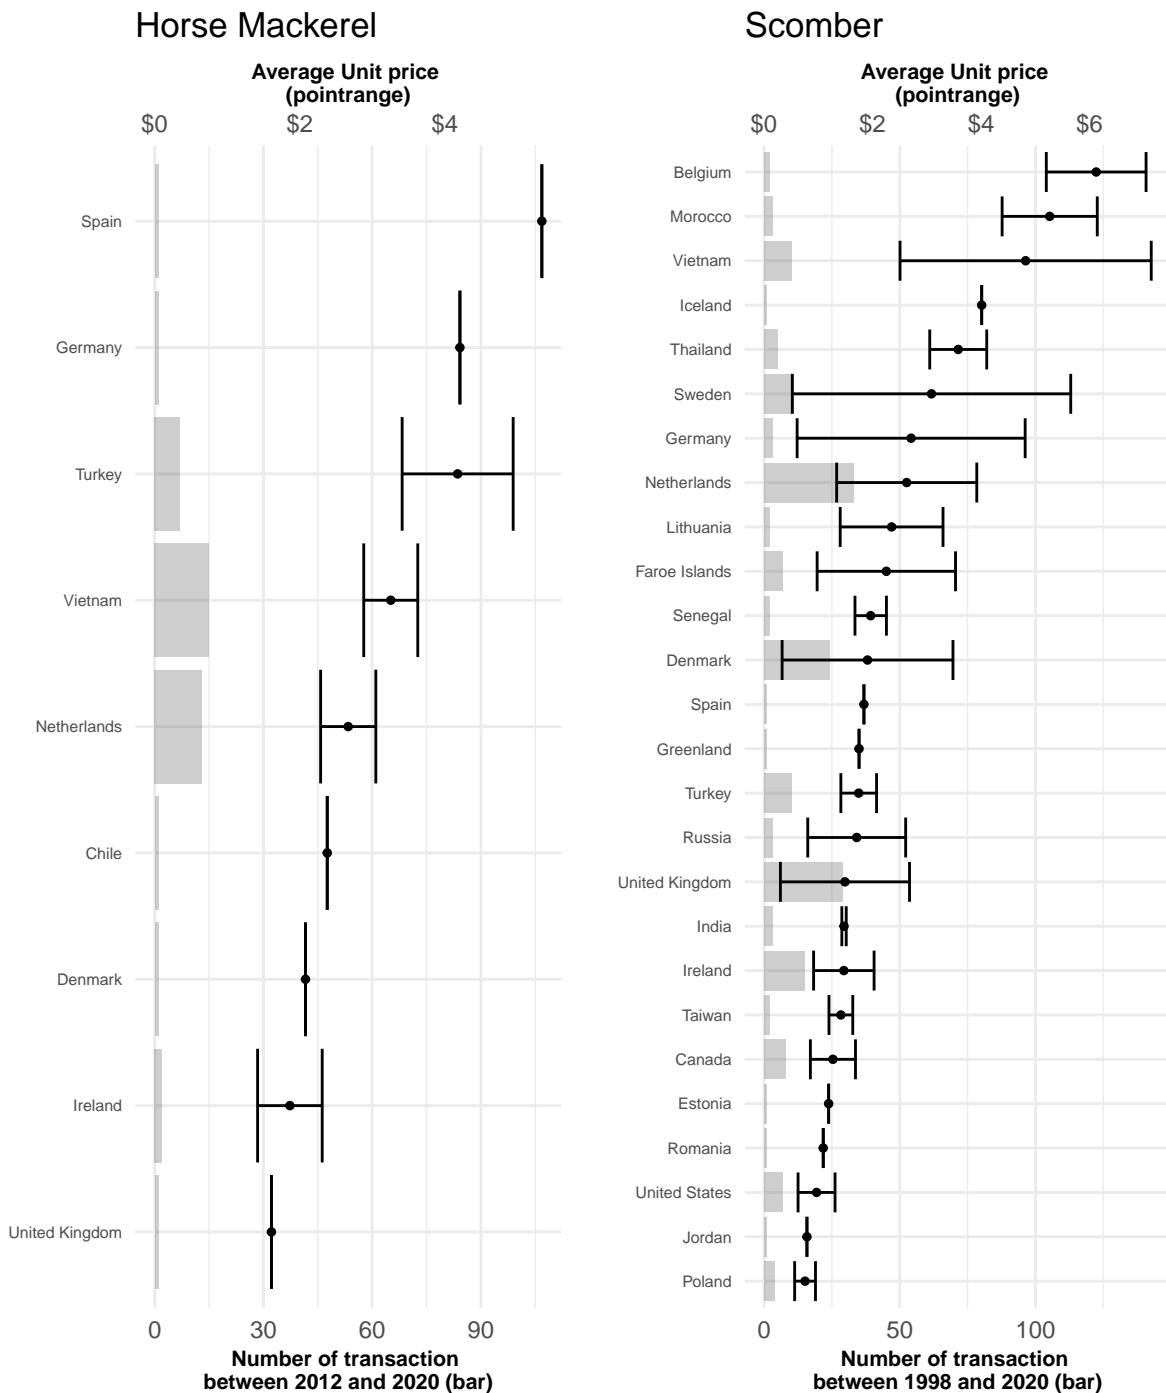 Horse Mackerel
Average Unit price
(pointrange)
$0 $2 $4
Spain
Germany
Turkey
Vietnam
Netherlands
Chile
Denmark
Ireland
United Kingdom
0 30 60 90
Number of transaction
between 2012 and 2020 (bar)
Scomber
Average Unit price
(pointrange)
$0 $2 $4 $6
Belgium
Morocco
Vietnam
Iceland
Thailand
Sweden
Germany
Netherlands
Lithuania
Faroe Islands
Senegal
Denmark
Spain
Greenland
Turkey
Russia
United Kingdom
India
Ireland
Taiwan
Canada
Estonia
Romania
United States
Jordan
Poland
0 50 100
Number of transaction
between 1998 and 2020 (bar)